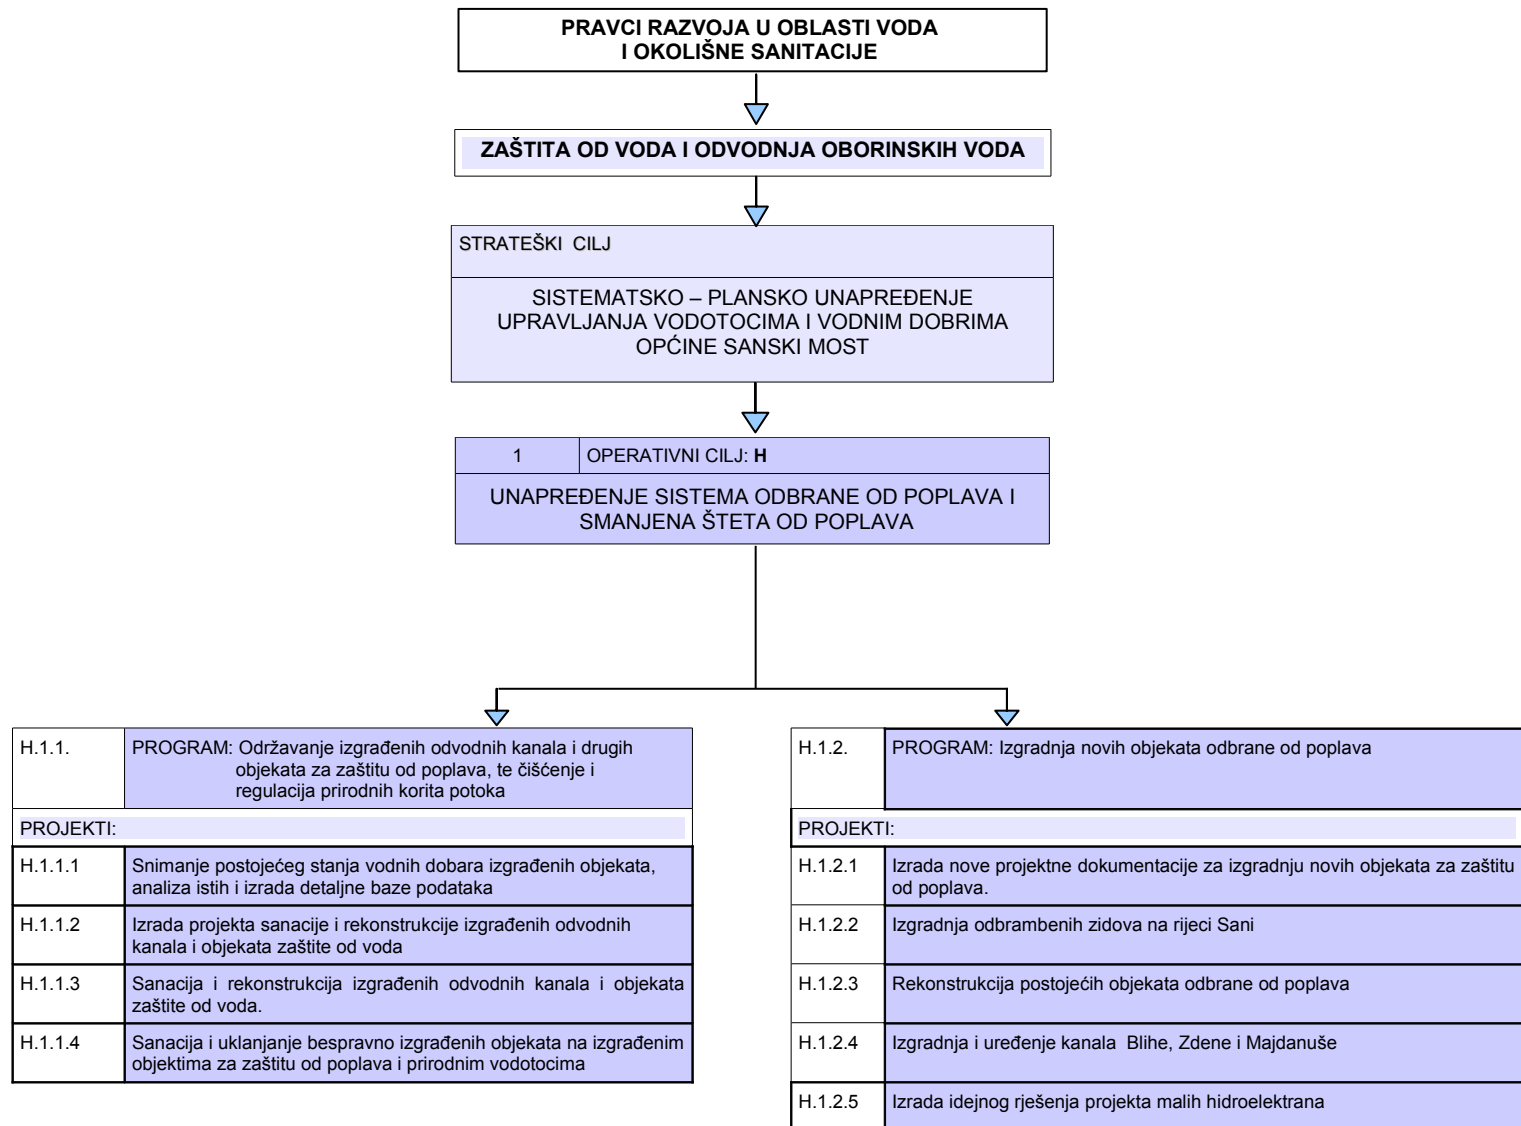 PRAVCI RAZVOJA U OBLASTI VODA
I OKOLIŠNE SANITACIJE
ZAŠTITA OD VODA I ODVODNJA OBORINSKIH VODA
STRATEŠKI CILJ
SISTEMATSKO – PLANSKO UNAPREĐENJE
UPRAVLJANJA VODOTOCIMA I VODNIM DOBRIMA
OPĆINE SANSKI MOST
1 OPERATIVNI CILJ: H
UNAPREĐENJE SISTEMA ODBRANE OD POPLAVA I
SMANJENA ŠTETA OD POPLAVA
H.1.1. PROGRAM: Održavanje izgrađenih odvodnih kanala i drugih
objekata za zaštitu od poplava, te čišćenje i
regulacija prirodnih korita potoka
PROJEKTI:
H.1.1.1 Snimanje postojećeg stanja vodnih dobara izgrađenih objekata,
analiza istih i izrada detaljne baze podataka
H.1.1.2 Izrada projekta sanacije i rekonstrukcije izgrađenih odvodnih
kanala i objekata zaštite od voda
H.1.1.3 Sanacija i rekonstrukcija izgrađenih odvodnih kanala i objekata
zaštite od voda.
H.1.1.4 Sanacija i uklanjanje bespravno izgrađenih objekata na izgrađenim
objektima za zaštitu od poplava i prirodnim vodotocima
H.1.2. PROGRAM: Izgradnja novih objekata odbrane od poplava
PROJEKTI:
H.1.2.1 Izrada nove projektne dokumentacije za izgradnju novih objekata za zaštitu
od poplava.
H.1.2.2 Izgradnja odbrambenih zidova na rijeci Sani
H.1.2.3 Rekonstrukcija postojećih objekata odbrane od poplava
H.1.2.4 Izgradnja i uređenje kanala Blihe, Zdene i Majdanuše
H.1.2.5 Izrada idejnog rješenja projekta malih hidroelektrana